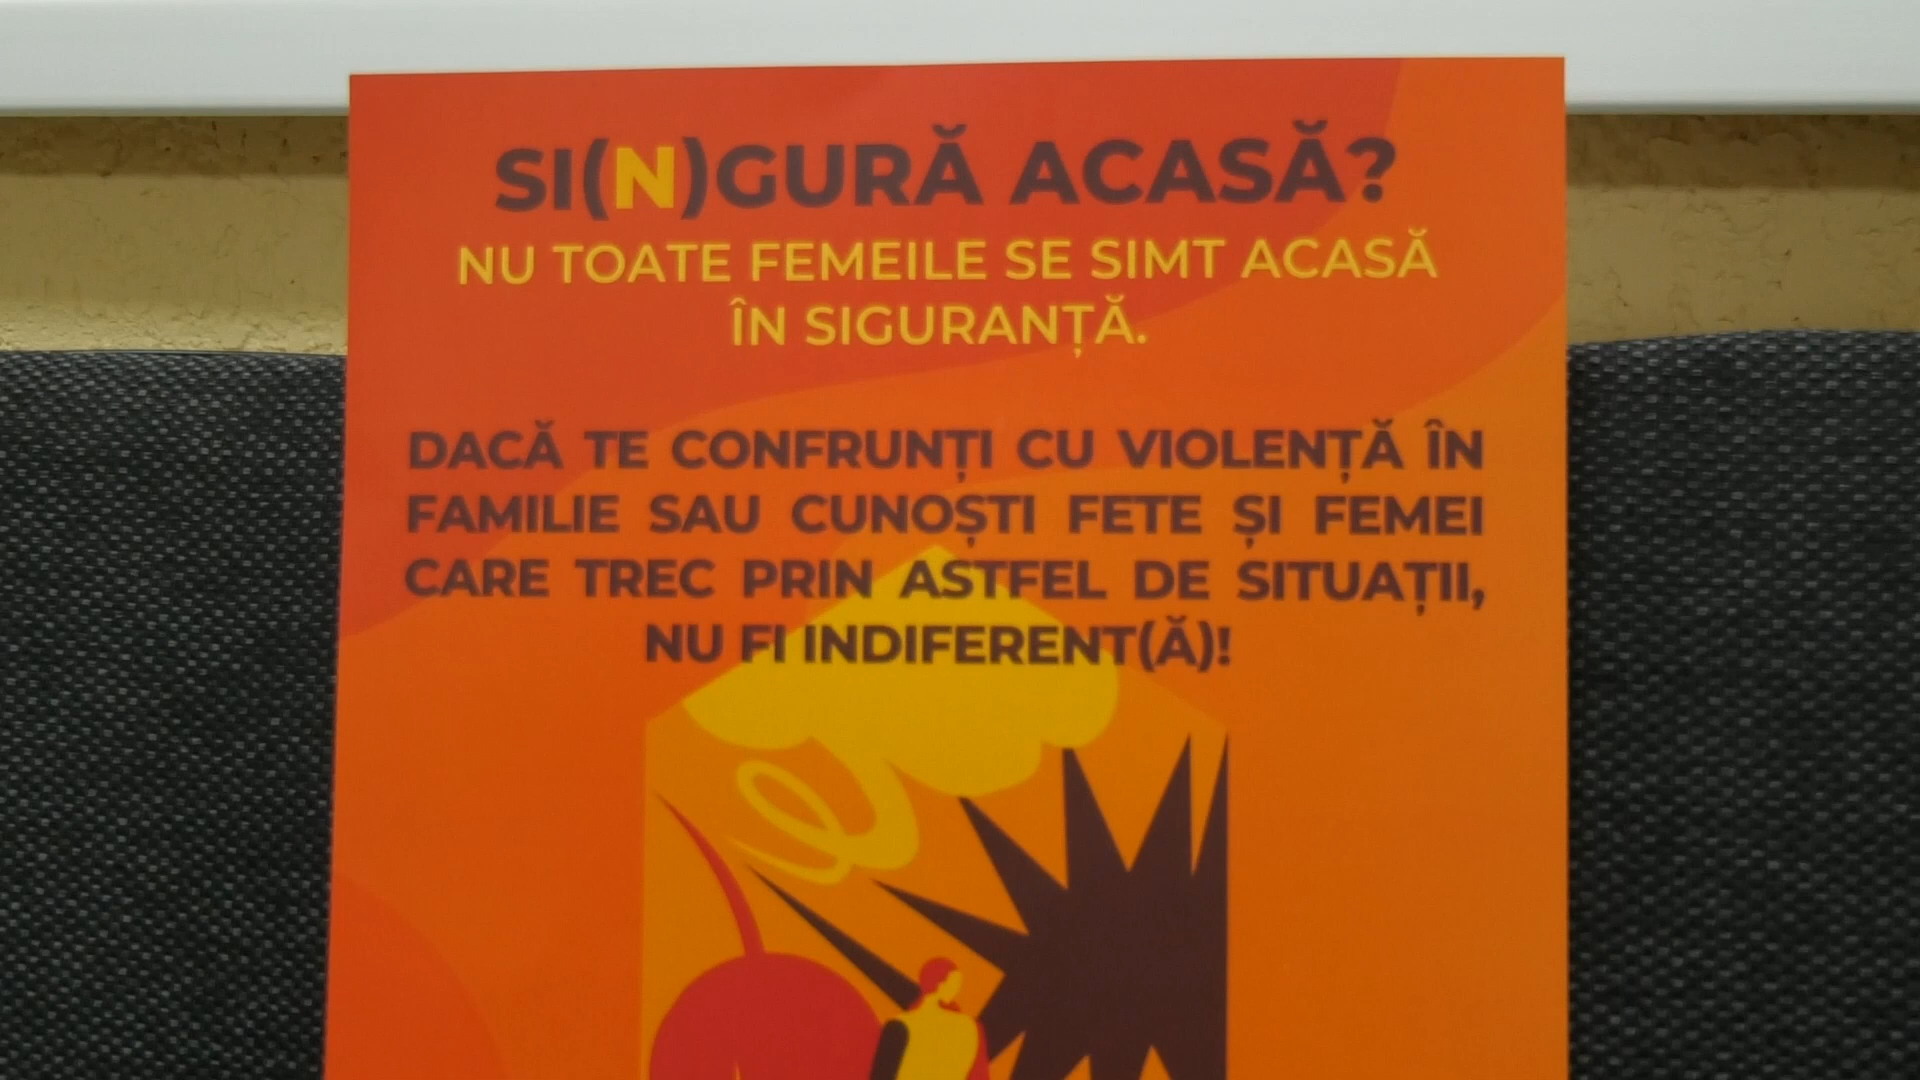 SI(N)GURĂ ACASĂ?
NU TOATE FEMEILE SE SIMT ACASĂ
ÎN SIGURANȚĂ.
DACĂ TE CONFRUNȚI CU VIOLENȚĂ ÎN
FAMILIE SAU CUNOȘTI FETE ȘI FEMEI
CARE TREC PRIN ASTFEL DE SITUAȚII,
NU FI INDIFERENT(Ă)!